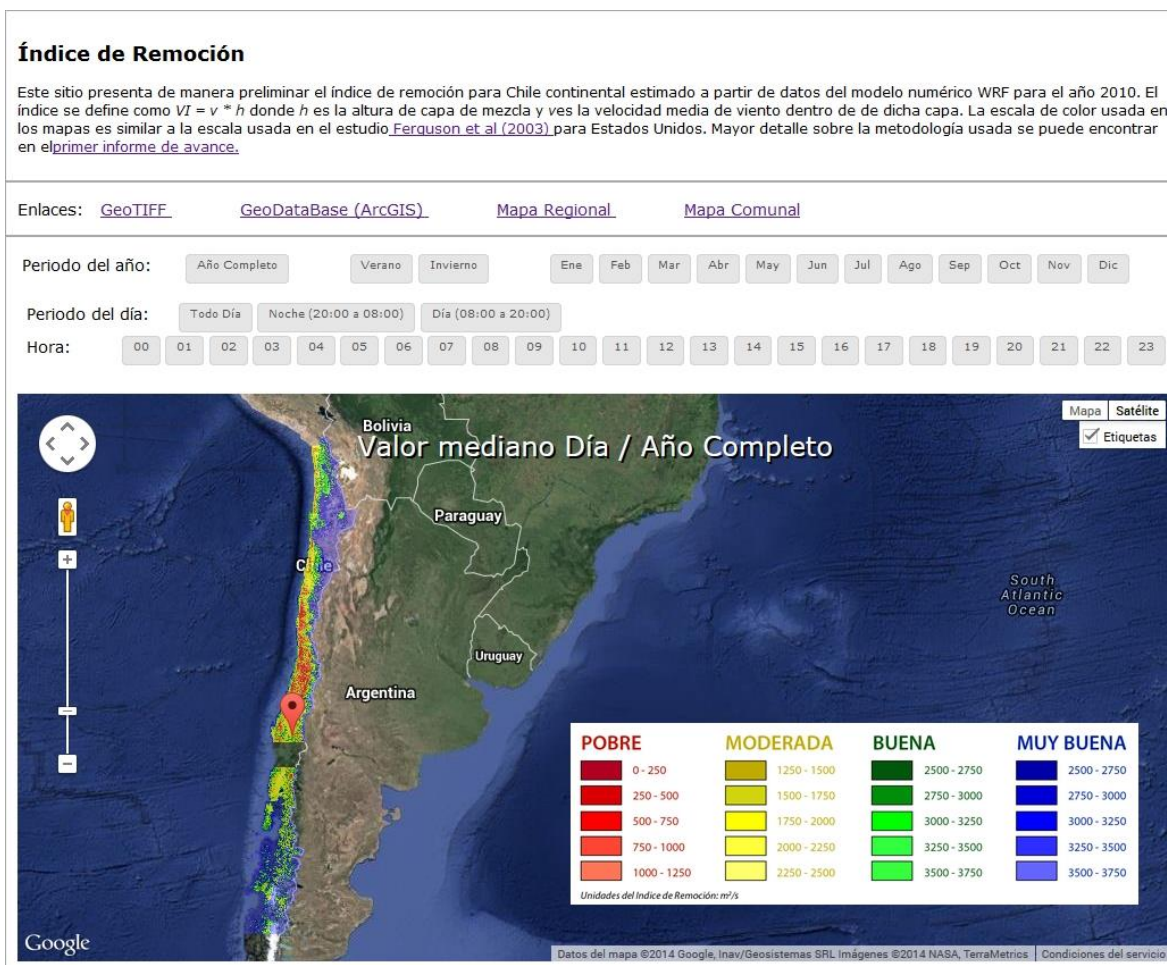 Índice de Remoción
Este sitio presenta de manera preliminar el índice de remoción para Chile continental estimado a partir de datos del modelo numérico WRF para el año 2010. El
índice se define como VI = v * h donde h es la altura de capa de mezcla y ves la velocidad media de viento dentro de de dicha capa. La escala de color usada en
los mapas es similar a la escala usada en el estudio Ferguson et al (2003) para Estados Unidos. Mayor detalle sobre la metodología usada se puede encontrar
en elprimer informe de avance.
Enlaces: GeoTIFF GeoDataBase (ArcGIS) Mapa Regional Mapa Comunal
Periodo del año: Año Completo Verano Invierno Ene Feb Mar Abr May Jun Jul Ago Sep Oct Nov Dic
Periodo del día: Todo Día Noche (20:00 a 08:00) Día (08:00 a 20:00)
Hora: 00 01 02 03 04 05 06 07 08 09 10 11 12 13 14 15 16 17 18 19 20 21 22 23
Mapa Satélite
Etiquetas
Bolivia
Valor mediano Día / Año Completo
Paraguay
Chile
South
Atlantic
Ocean
Uruguay
Argentina
POBRE MODERADA BUENA MUY BUENA
0 - 250 1250 - 1500 2500 - 2750 2500 - 2750
250 - 500 1500 - 1750 2750 - 3000 2750 - 3000
500 - 750 1750 - 2000 3000 - 3250 3000 - 3250
750 - 1000 2000 - 2250 3250 - 3500 3250 - 3500
1000 - 1250 2250 - 2500 3500 - 3750 3500 - 3750
Unidades del Indice de Remoción: m²/s
Google
Datos del mapa ©2014 Google, Inav/Geosistemas SRL Imágenes ©2014 NASA, TerraMetrics Condiciones del servicio